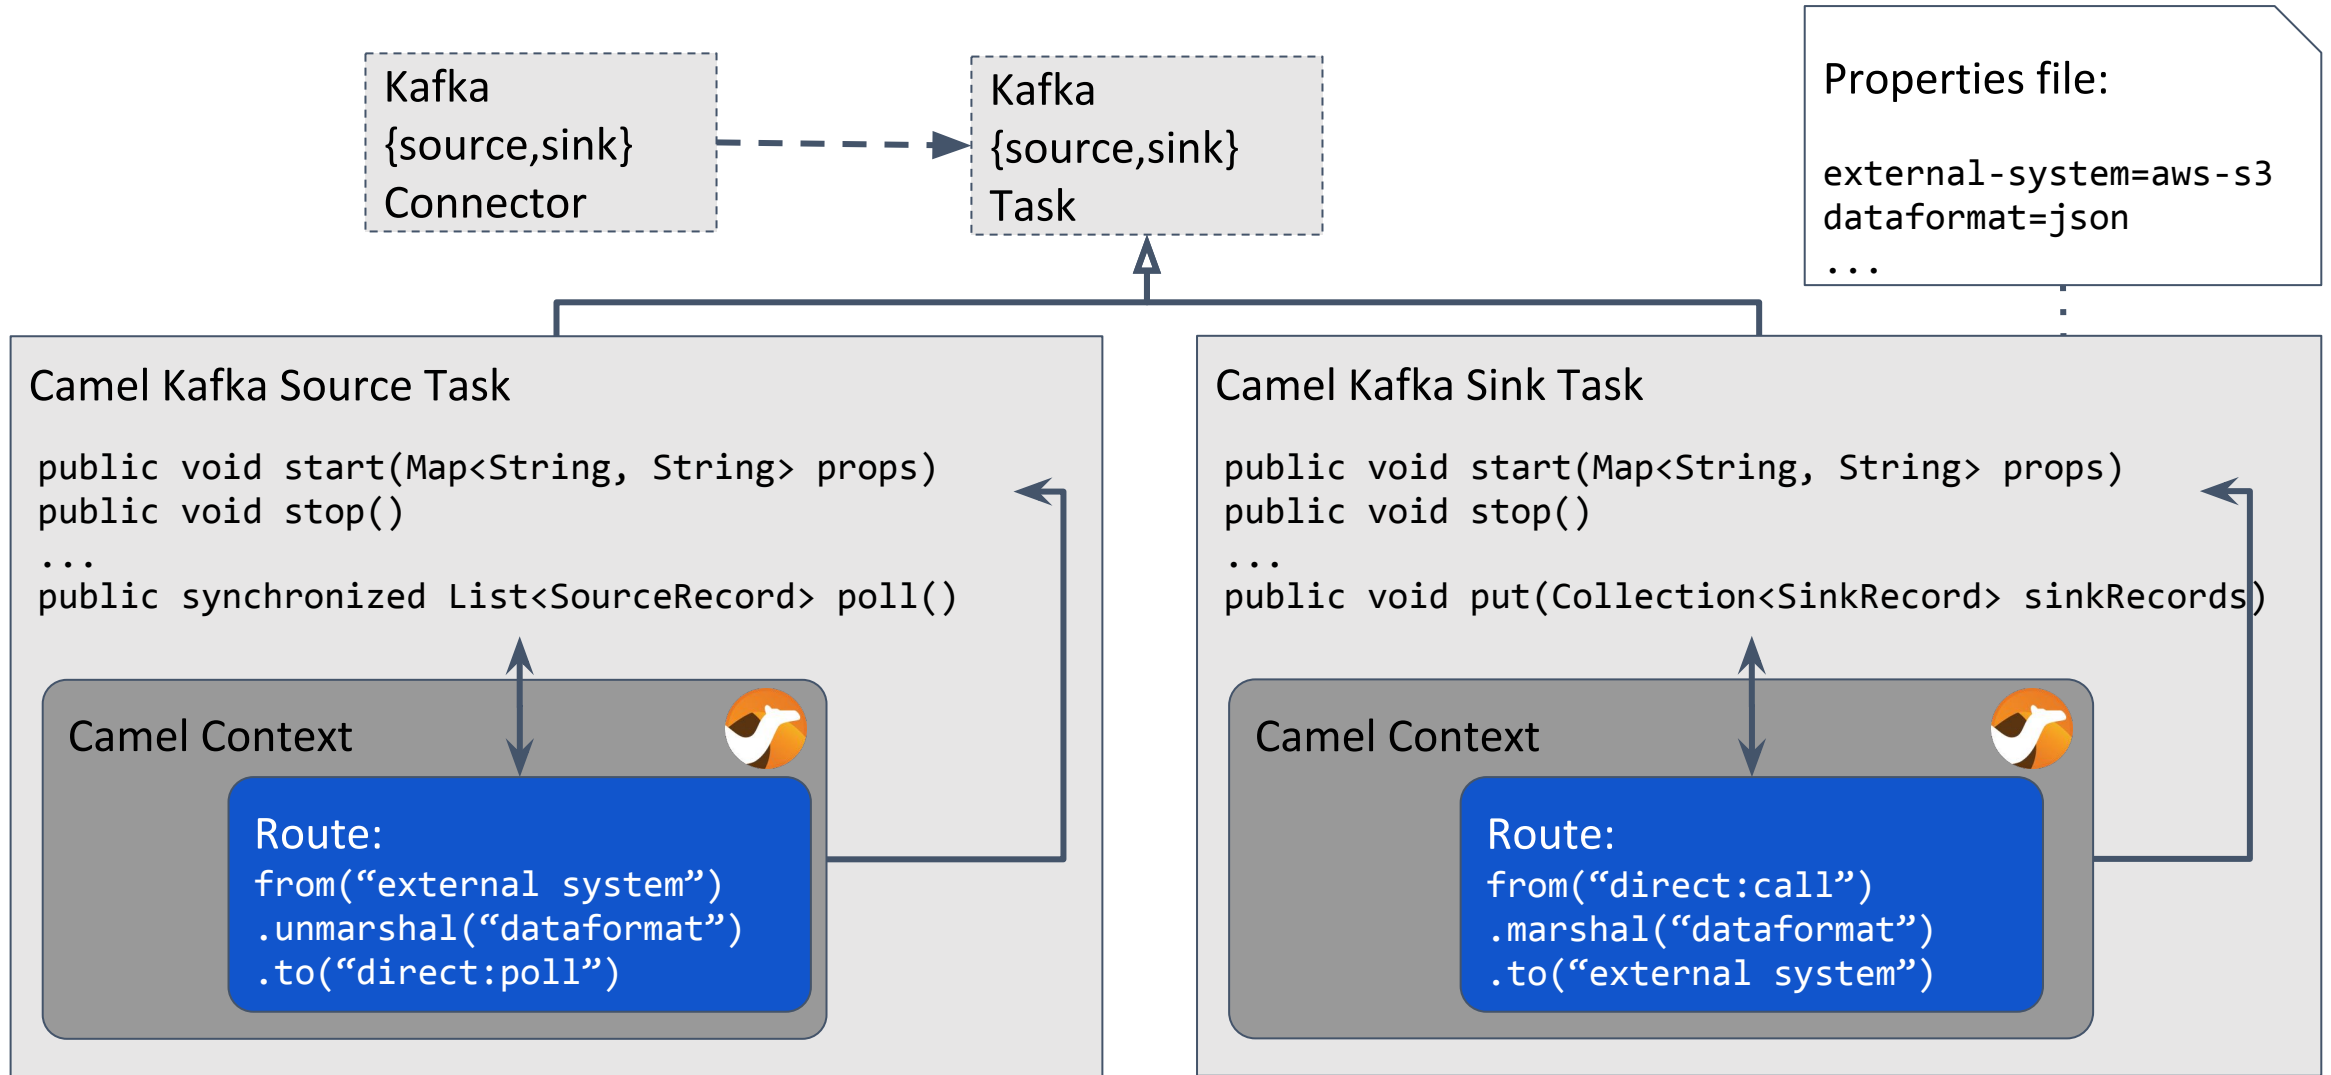 Kafka
{source,sink}
Connector
Kafka
{source,sink}
Task
Properties file:
external-system=aws-s3
dataformat=json
...
Camel Kafka Source Task
public void start(Map<String, String> props)
public void stop()
...
public synchronized List<SourceRecord> poll()
Camel Context
Route:
from(“external system”)
.unmarshal(“dataformat”)
.to(“direct:poll”)
Camel Kafka Sink Task
public void start(Map<String, String> props)
public void stop()
...
public void put(Collection<SinkRecord> sinkRecords)
Camel Context
Route:
from(“direct:call”)
.marshal(“dataformat”)
.to(“external system”)